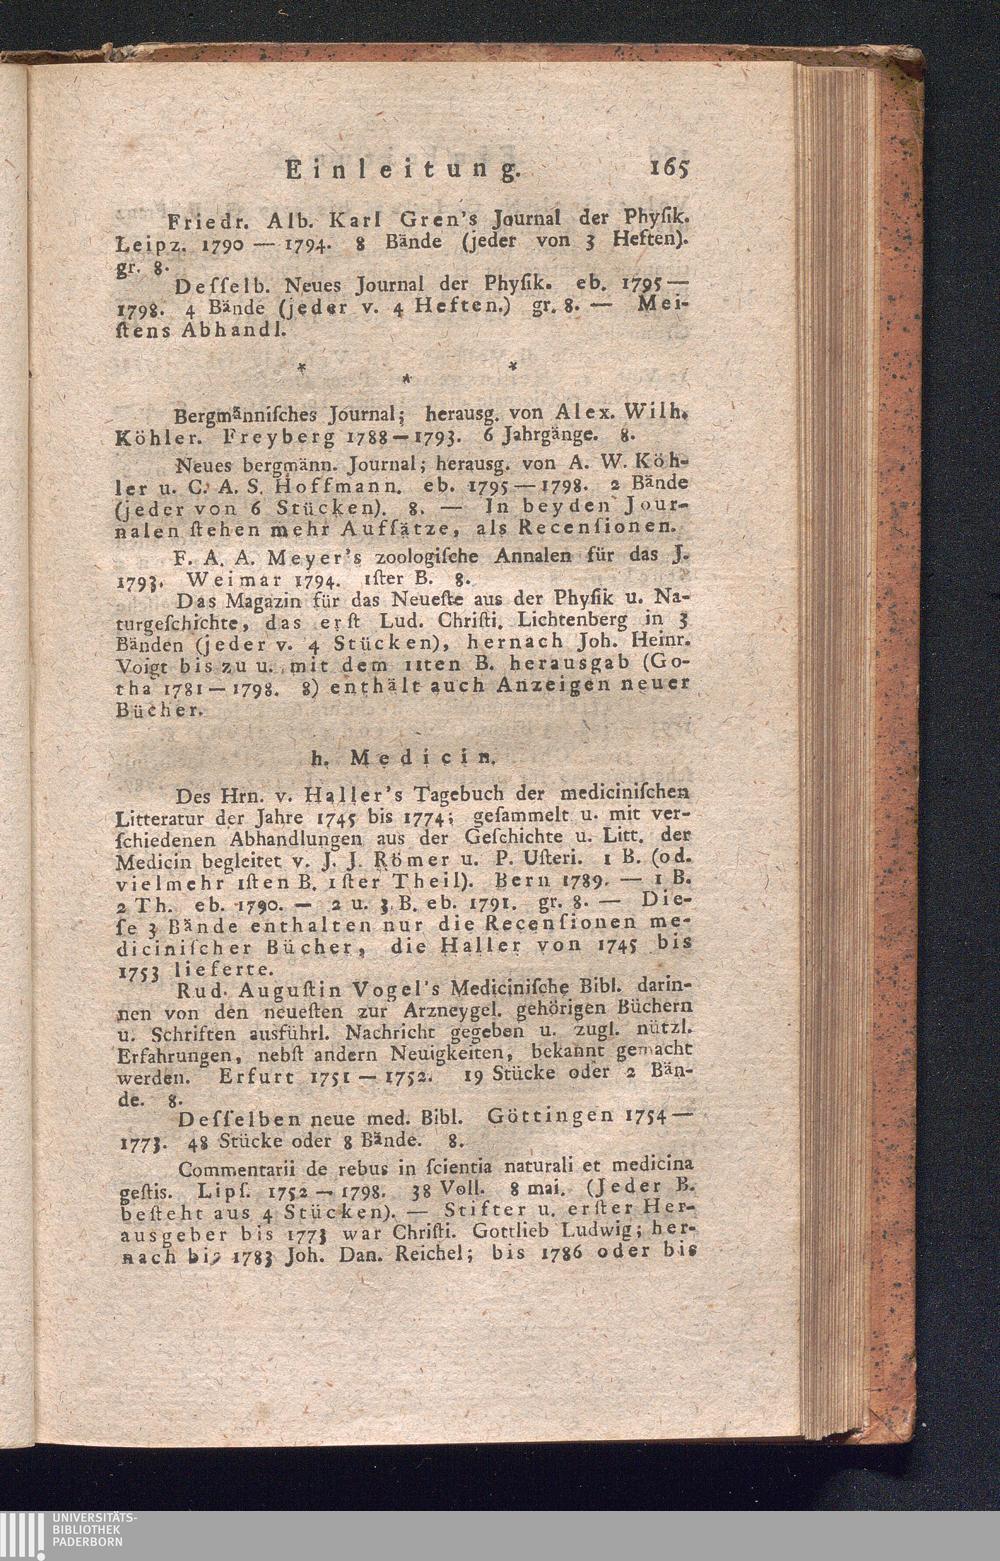 Einleitung. 165
Friedr. Alb. Karl Gren's Journal der Phyſik.
Leipz. 1790 — 1794. 8 Bände (jeder von 3 Heften).
gr. 8.
Deſſelb. Neues Journal der Phyſik. eb. 1795 —
1798. 4 Bände (jeder v. 4 Heften.) gr. 8. — Mei-
ſtens Abhandl.
* * *
Bergmänniſches Journal; herausg. von Alex. Wilh.
Köhler. Freyberg 1788 — 1793. 6 Jahrgänge. 8.
Neues bergmänn. Journal; herausg. von A. W. Köh-
ler u. C. A. S. Hoffmann. eb. 1795 — 1798. 2 Bände
(jeder von 6 Stücken). 8. — In beyden Jour-
nalen ſtehen mehr Aufſätze, als Recenſionen.
F. A. A. Meyer's zoologiſche Annalen für das J.
1793. Weimar 1794. 1ſter B. 8.
Das Magazin für das Neueſte aus der Phyſik u. Na-
turgeſchichte, das erſt Lud. Chriſti. Lichtenberg in 3
Bänden (jeder v. 4 Stücken), hernach Joh. Heinr.
Voigt bis zu u. mit dem 11ten B. herausgab (Go-
tha 1781 — 1798. 8) enthält auch Anzeigen neuer
Bücher.
h. Medicin.
Des Hrn. v. Haller's Tagebuch der mediciniſchen
Litteratur der Jahre 1745 bis 1774; geſammelt u. mit ver-
ſchiedenen Abhandlungen aus der Geſchichte u. Litt. der
Medicin begleitet v. J. J. Römer u. P. Uſteri. 1 B. (od.
vielmehr 1ſten B. 1ſter Theil). Bern 1789. — 1 B.
2 Th. eb. 1790. — 2 u. 3 B. eb. 1791. gr. 8. — Die-
ſe 3 Bände enthalten nur die Recenſionen me-
diciniſcher Bücher, die Haller von 1745 bis
1753 lieferte.
Rud. Auguſtin Vogel's Mediciniſche Bibl. darin-
nen von den neueſten zur Arzneygel. gehörigen Büchern
u. Schriften ausführl. Nachricht gegeben u. zugl. nützl.
Erfahrungen, nebſt andern Neuigkeiten, bekannt gemacht
werden. Erfurt 1751 — 1752. 19 Stücke oder 2 Bän-
de. 8.
Deſſelben neue med. Bibl. Göttingen 1754 —
1773. 48 Stücke oder 8 Bände. 8.
Commentarii de rebus in ſcientia naturali et medicina
geſtis. Lipſ. 1752 — 1798. 38 Voll. 8 mai. (Jeder B.
beſteht aus 4 Stücken). — Stifter u. erſter Her-
ausgeber bis 1773 war Chriſti. Gottlieb Ludwig; her-
nach bis 1783 Joh. Dan. Reichel; bis 1786 oder bis
UNIVERSITÄTS-
BIBLIOTHEK
PADERBORN